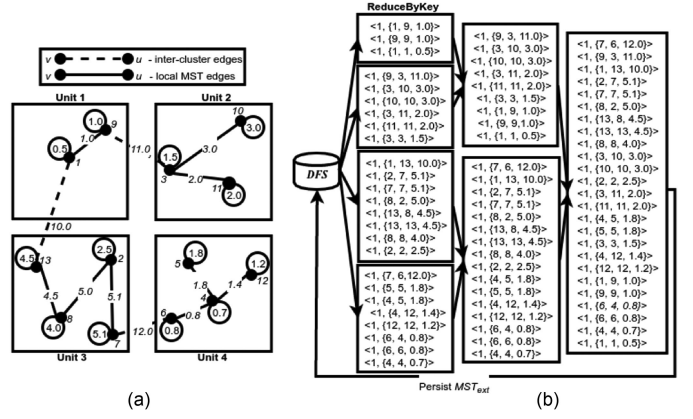 v u - inter-cluster edges
v u - local MST edges
Unit 1
Unit 2
1.0
9
0.5
1.0
1
11.0
10
3.0
1.5
3.0
3
2.0
11
2.0
10.0
4.5
13
2.5
2
4.5
5.0
5.1
4.0
8
5.1
7
12.0
1.8
5
1.2
12
1.8
1.4
6
4
0.8
0.8
0.7
Unit 3
Unit 4
(a)
ReduceByKey
<1, {1, 9, 1.0}>
<1, {9, 9, 1.0}>
<1, {1, 1, 0.5}>
<1, {9, 3, 11.0}>
<1, {3, 10, 3.0}>
<1, {10, 10, 3.0}>
<1, {3, 11, 2.0}>
<1, {11, 11, 2.0}>
<1, {3, 3, 1.5}>
<1, {1, 13, 10.0}>
<1, {2, 7, 5.1}>
<1, {7, 7, 5.1}>
<1, {8, 2, 5.0}>
<1, {13, 8, 4.5}>
<1, {13, 13, 4.5}>
<1, {8, 8, 4.0}>
<1, {2, 2, 2.5}>
<1, {7, 6,12.0}>
<1, {5, 5, 1.8}>
<1, {4, 5, 1.8}>
<1, {4, 12, 1.4}>
<1, {12, 12, 1.2}>
<1, {6, 4, 0.8}>
<1, {6, 6, 0.8}>
<1, {4, 4, 0.7}>
DFS
<1, {9, 3, 11.0}>
<1, {3, 10, 3.0}>
<1, {10, 10, 3.0}>
<1, {3, 11, 2.0}>
<1, {11, 11, 2.0}>
<1, {3, 3, 1.5}>
<1, {1, 9, 1.0}>
<1, {9, 9, 1.0}>
<1, {1, 1, 0.5}>
<1, {7, 6, 12.0}>
<1, {1, 13, 10.0}>
<1, {2, 7, 5.1}>
<1, {7, 7, 5.1}>
<1, {8, 2, 5.0}>
<1, {13, 8, 4.5}>
<1, {13, 13, 4.5}>
<1, {8, 8, 4.0}>
<1, {2, 2, 2.5}>
<1, {4, 5, 1.8}>
<1, {5, 5, 1.8}>
<1, {4, 12, 1.4}>
<1, {12, 12, 1.2}>
<1, {6, 4, 0.8}>
<1, {6, 6, 0.8}>
<1, {4, 4, 0.7}>
<1, {7, 6, 12.0}>
<1, {9, 3, 11.0}>
<1, {1, 13, 10.0}>
<1, {2, 7, 5.1}>
<1, {7, 7, 5.1}>
<1, {8, 2, 5.0}>
<1, {13, 8, 4.5}>
<1, {13, 13, 4.5}>
<1, {8, 8, 4.0}>
<1, {3, 10, 3.0}>
<1, {10, 10, 3.0}>
<1, {2, 2, 2.5}>
<1, {3, 11, 2.0}>
<1, {11, 11, 2.0}>
<1, {4, 5, 1.8}>
<1, {5, 5, 1.8}>
<1, {3, 3, 1.5}>
<1, {4, 12, 1.4}>
<1, {12, 12, 1.2}>
<1, {1, 9, 1.0}>
<1, {9, 9, 1.0}>
<1, {6, 4, 0.8}>
<1, {6, 6, 0.8}>
<1, {4, 4, 0.7}>
<1, {1, 1, 0.5}>
Persist MSText
(b)